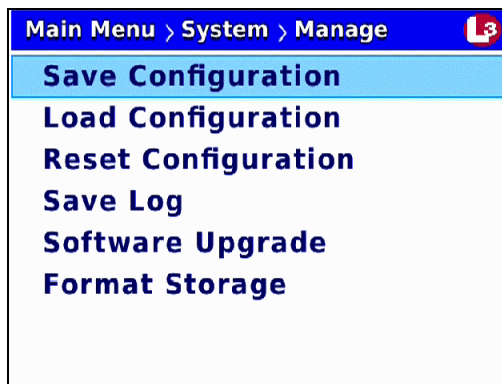 Main Menu > System > Manage L3
Save Configuration
Load Configuration
Reset Configuration
Save Log
Software Upgrade
Format Storage